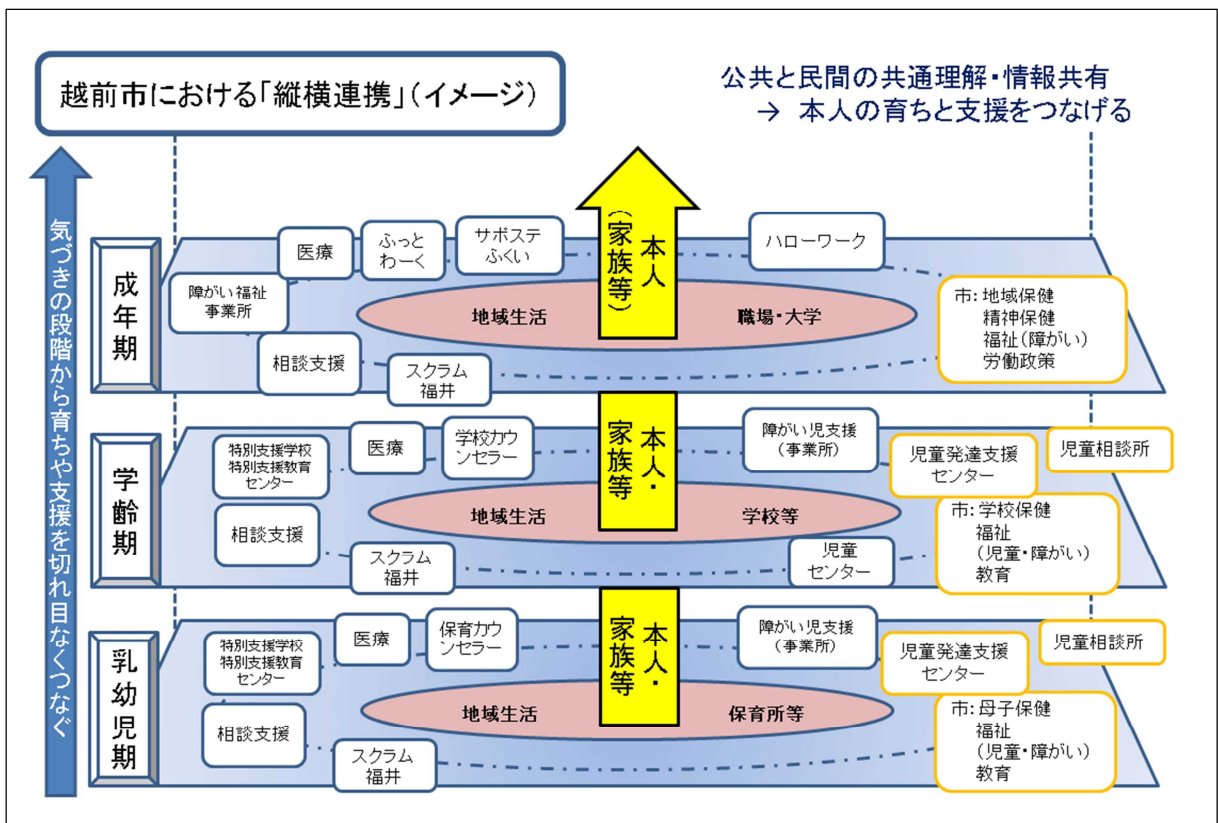 越前市における「縦横連携」(イメージ)
公共と民間の共通理解・情報共有
→ 本人の育ちと支援をつなげる
気づきの段階から育ちや支援を切れ目なくつなぐ
成年期
医療
ふっと
わーく
サポステ
ふくい
本人
(家族等)
ハローワーク
障がい福祉
事業所
地域生活
職場・大学
市:地域保健
精神保健
福祉(障がい)
労働政策
相談支援
スクラム
福井
学齢期
特別支援学校
特別支援教育
センター
医療
学校カウ
ンセラー
本人・
家族等
障がい児支援
(事業所)
児童発達支援
センター
児童相談所
相談支援
地域生活
学校等
市:学校保健
福祉
(児童・障がい)
教育
スクラム
福井
児童
センター
乳幼児期
特別支援学校
特別支援教育
センター
医療
保育カウ
ンセラー
本人・
家族等
障がい児支援
(事業所)
児童発達支援
センター
児童相談所
相談支援
地域生活
保育所等
市:母子保健
福祉
(児童・障がい)
教育
スクラム
福井